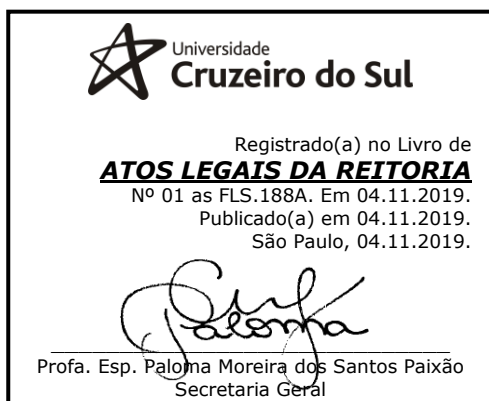 Universidade
Cruzeiro do Sul
Registrado(a) no Livro de
ATOS LEGAIS DA REITORIA
Nº 01 as FLS.188A. Em 04.11.2019.
Publicado(a) em 04.11.2019.
São Paulo, 04.11.2019.
Paloma
Profa. Esp. Paloma Moreira dos Santos Paixão
Secretaria Geral